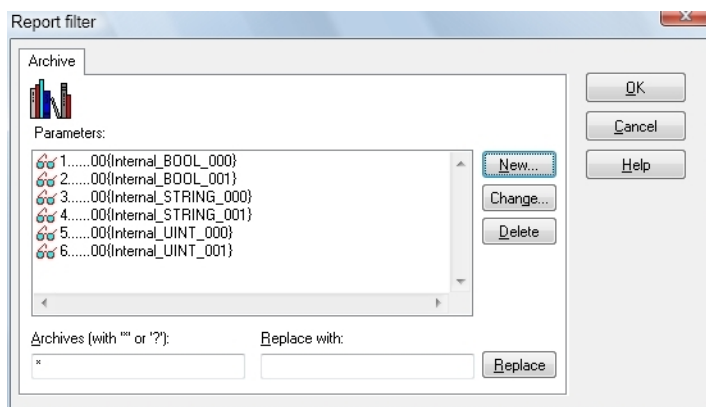 Report filter
Archive
Parameters:
1......00{Internal_BOOL_000}
2......00{Internal_BOOL_001}
3......00{Internal_STRING_000}
4......00{Internal_STRING_001}
5......00{Internal_UINT_000}
6......00{Internal_UINT_001}
New...
Change...
Delete
Archives (with '*' or '?'):
Replace with:
*
Replace
OK
Cancel
Help